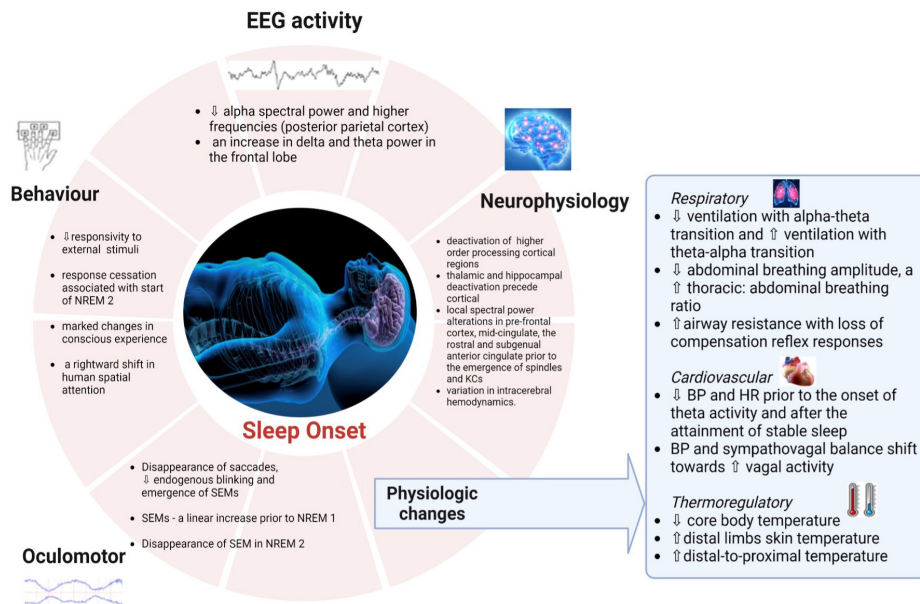 EEG activity
• ⇩ alpha spectral power and higher
frequencies (posterior parietal cortex)
• an increase in delta and theta power in
the frontal lobe
Behaviour
• ⇩responsivity to
external stimuli
• response cessation
associated with start
of NREM 2
• marked changes in
conscious experience
• a rightward shift in
human spatial
attention
Neurophysiology
• deactivation of higher
order processing cortical
regions
• thalamic and hippocampal
deactivation precede
cortical
• local spectral power
alterations in pre-frontal
cortex, mid-cingulate, the
rostral and subgenual
anterior cingulate prior to
the emergence of spindles
and KCs
• variation in intracerebral
hemodynamics.
Sleep Onset
• Disappearance of saccades,
⇩ endogenous blinking and
emergence of SEMs
• SEMs - a linear increase prior to NREM 1
• Disappearance of SEM in NREM 2
Oculomotor
Physiologic
changes
Respiratory
• ⇩ ventilation with alpha-theta
transition and ⇧ ventilation with
theta-alpha transition
• ⇩ abdominal breathing amplitude, a
⇧ thoracic: abdominal breathing
ratio
• ⇧airway resistance with loss of
compensation reflex responses
Cardiovascular
• ⇩ BP and HR prior to the onset of
theta activity and after the
attainment of stable sleep
• BP and sympathovagal balance shift
towards ⇧ vagal activity
Thermoregulatory
• ⇩ core body temperature
• ⇧distal limbs skin temperature
• ⇧distal-to-proximal temperature